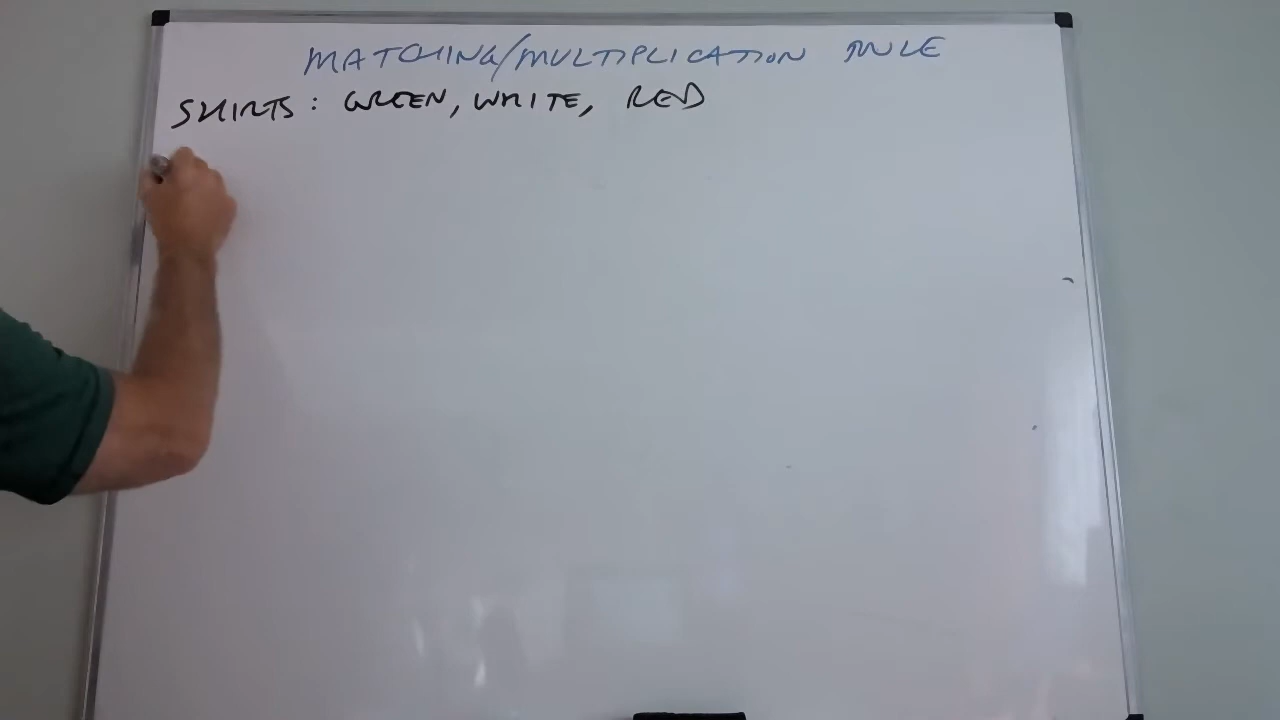 MATCHING/MULTIPLICATION RULE
SHIRTS: GREEN, WHITE, RED